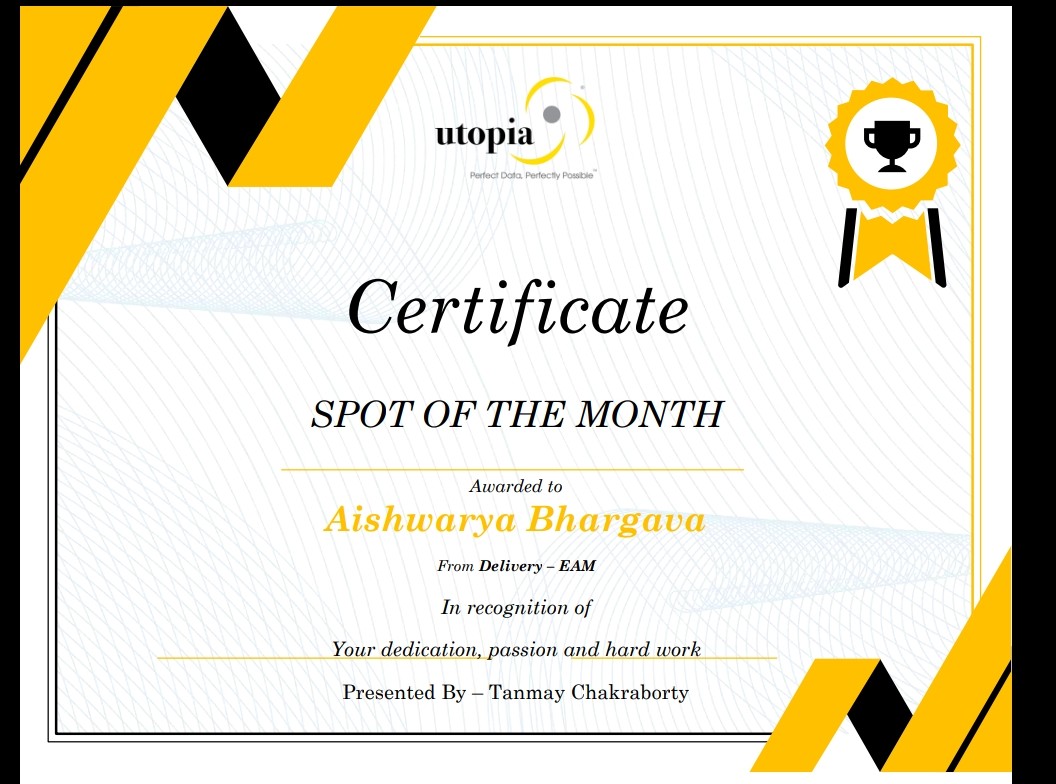 utopia
Perfect Data, Perfectly Possible™
Certificate
SPOT OF THE MONTH
Awarded to
Aishwarya Bhargava
From Delivery – EAM
In recognition of
Your dedication, passion and hard work
Presented By – Tanmay Chakraborty